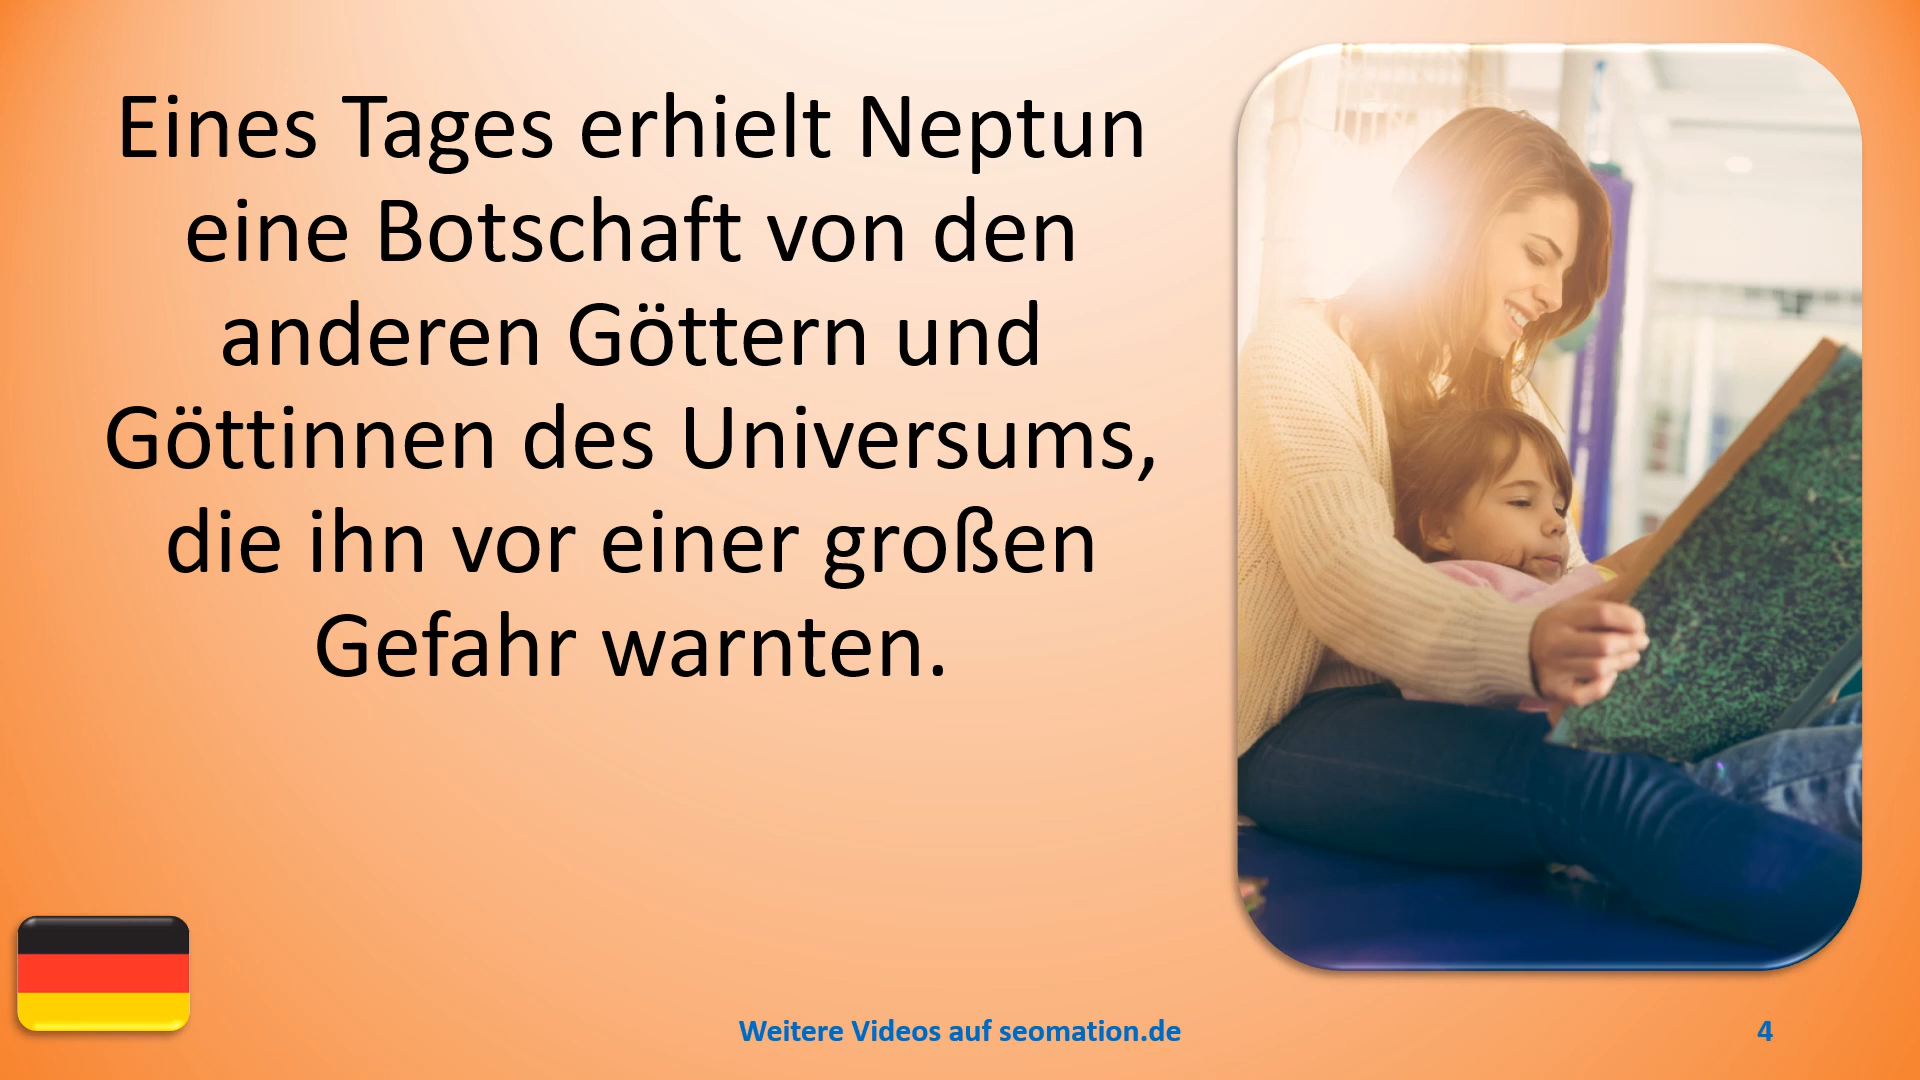 Eines Tages erhielt Neptun
eine Botschaft von den
anderen Göttern und
Göttinnen des Universums,
die ihn vor einer großen
Gefahr warnten.
Weitere Videos auf seomation.de
4